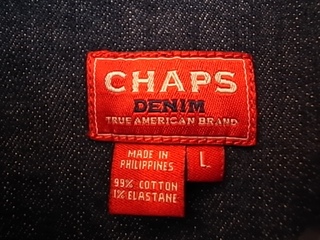 CHAPS
DENIM
TRUE AMERICAN BRAND
MADE IN
PHILIPPINES
L
99% COTTON
1% ELASTANE